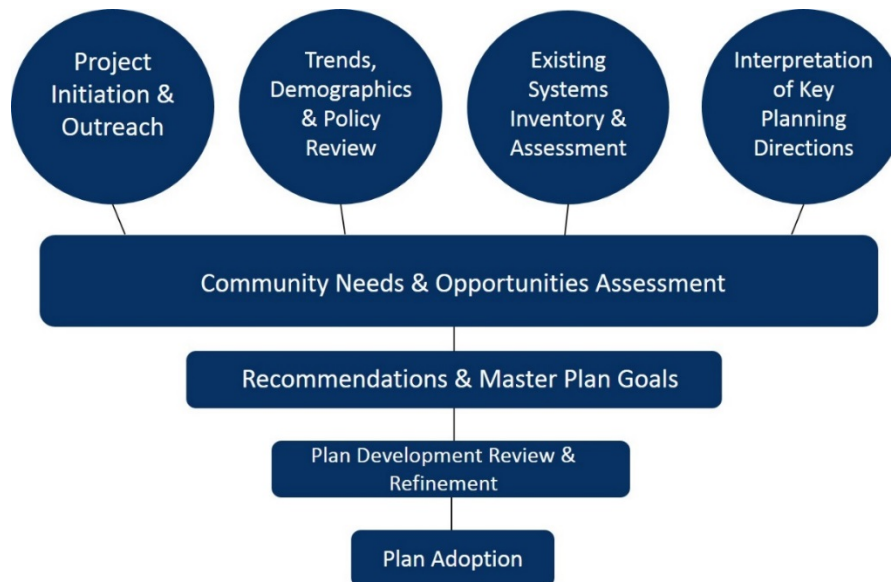 Project
Initiation &
Outreach
Trends,
Demographics
& Policy
Review
Existing
Systems
Inventory &
Assessment
Interpretation
of Key
Planning
Directions
Community Needs & Opportunities Assessment
Recommendations & Master Plan Goals
Plan Development Review &
Refinement
Plan Adoption